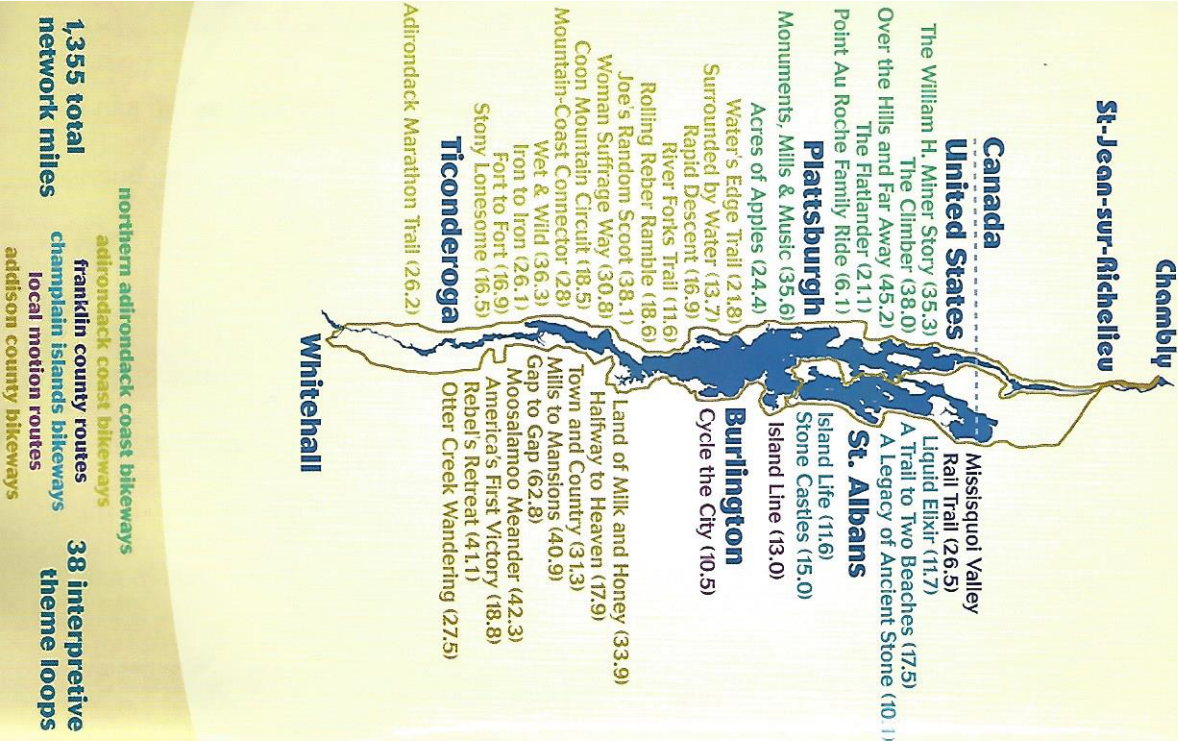 Chambly
St-Jean-sur-Richelieu
Canada
United States
The William H. Miner Story (35.3)
The Climber (38.0)
Over the Hills and Far Away (45.2)
The Flatlander (21.1)
Point Au Roche Family Ride (6.1)
Plattsburgh
Monuments, Mills & Music (35.6)
Acres of Apples (24.4)
Water's Edge Trail (21.8)
Surrounded by Water (13.7)
Rapid Descent (16.9)
River Forks Trail (11.6)
Rolling Reber Ramble (18.6)
Joe's Random Scoot (38.1)
Woman Suffrage Way (30.8)
Coon Mountain Circuit (18.5)
Mountain-Coast Connector (28)
Wet & Wild (36.3)
Iron to Iron (26.1)
Fort to Fort (16.9)
Stony Lonesome (16.5)
Ticonderoga
Adirondack Marathon Trail (26.2)
Missisquoi Valley
Rail Trail (26.5)
Liquid Elixir (11.7)
A Trail to Two Beaches (17.5)
A Legacy of Ancient Stone (10.1)
St. Albans
Island Life (11.6)
Stone Castles (15.0)
Island Line (13.0)
Burlington
Cycle the City (10.5)
Land of Milk and Honey (33.9)
Halfway to Heaven (17.9)
Town and Country (31.3)
Mills to Mansions (40.9)
Gap to Gap (62.8)
Moosalamoo Meander (42.3)
America's First Victory (18.8)
Rebel's Retreat (41.1)
Otter Creek Wandering (27.5)
Whitehall
northern adirondack coast bikeways
adirondack coast bikeways
franklin county routes
champlain islands bikeways
local motion routes
addison county bikeways
1,355 total
network miles
38 interpretive
theme loops